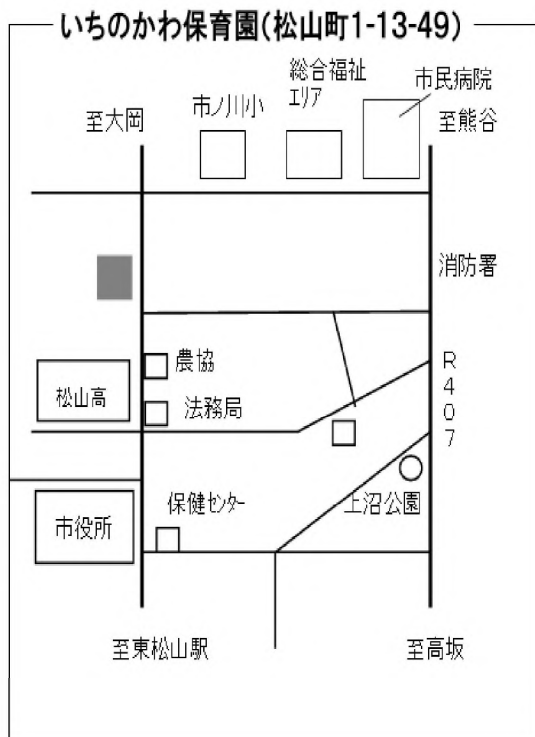 いちのかわ保育園(松山町1-13-49)
総合福祉
エリア
市民病院
市ノ川小
至大岡
至熊谷
消防署
農協
松山高
法務局
R407
保健センター
上沼公園
市役所
至東松山駅
至高坂